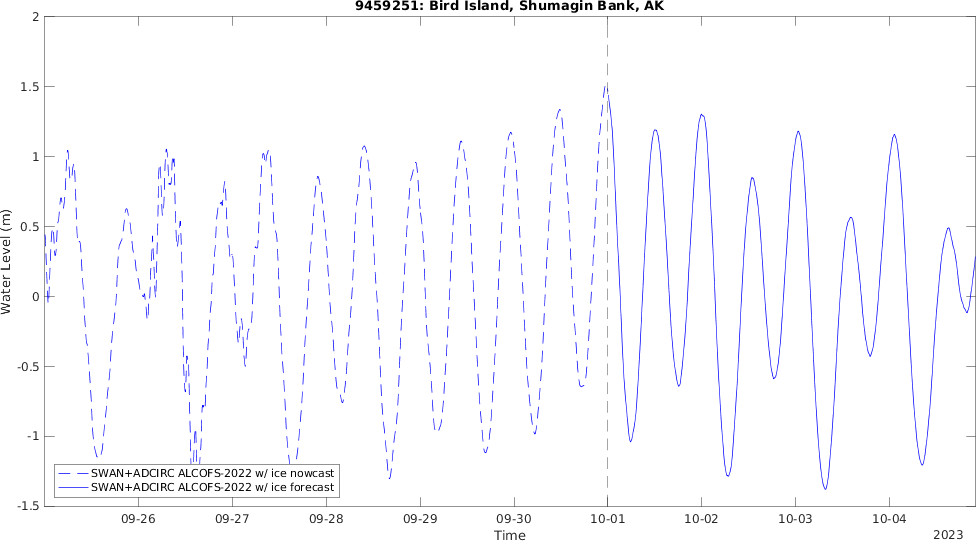 9459251: Bird Island, Shumagin Bank, AK
Water Level (m)
2
1.5
1
0.5
0
-0.5
-1
-1.5
SWAN+ADCIRC ALCOFS-2022 w/ ice nowcast
SWAN+ADCIRC ALCOFS-2022 w/ ice forecast
09-26 09-27 09-28 09-29 09-30 10-01 10-02 10-03 10-04
Time
2023